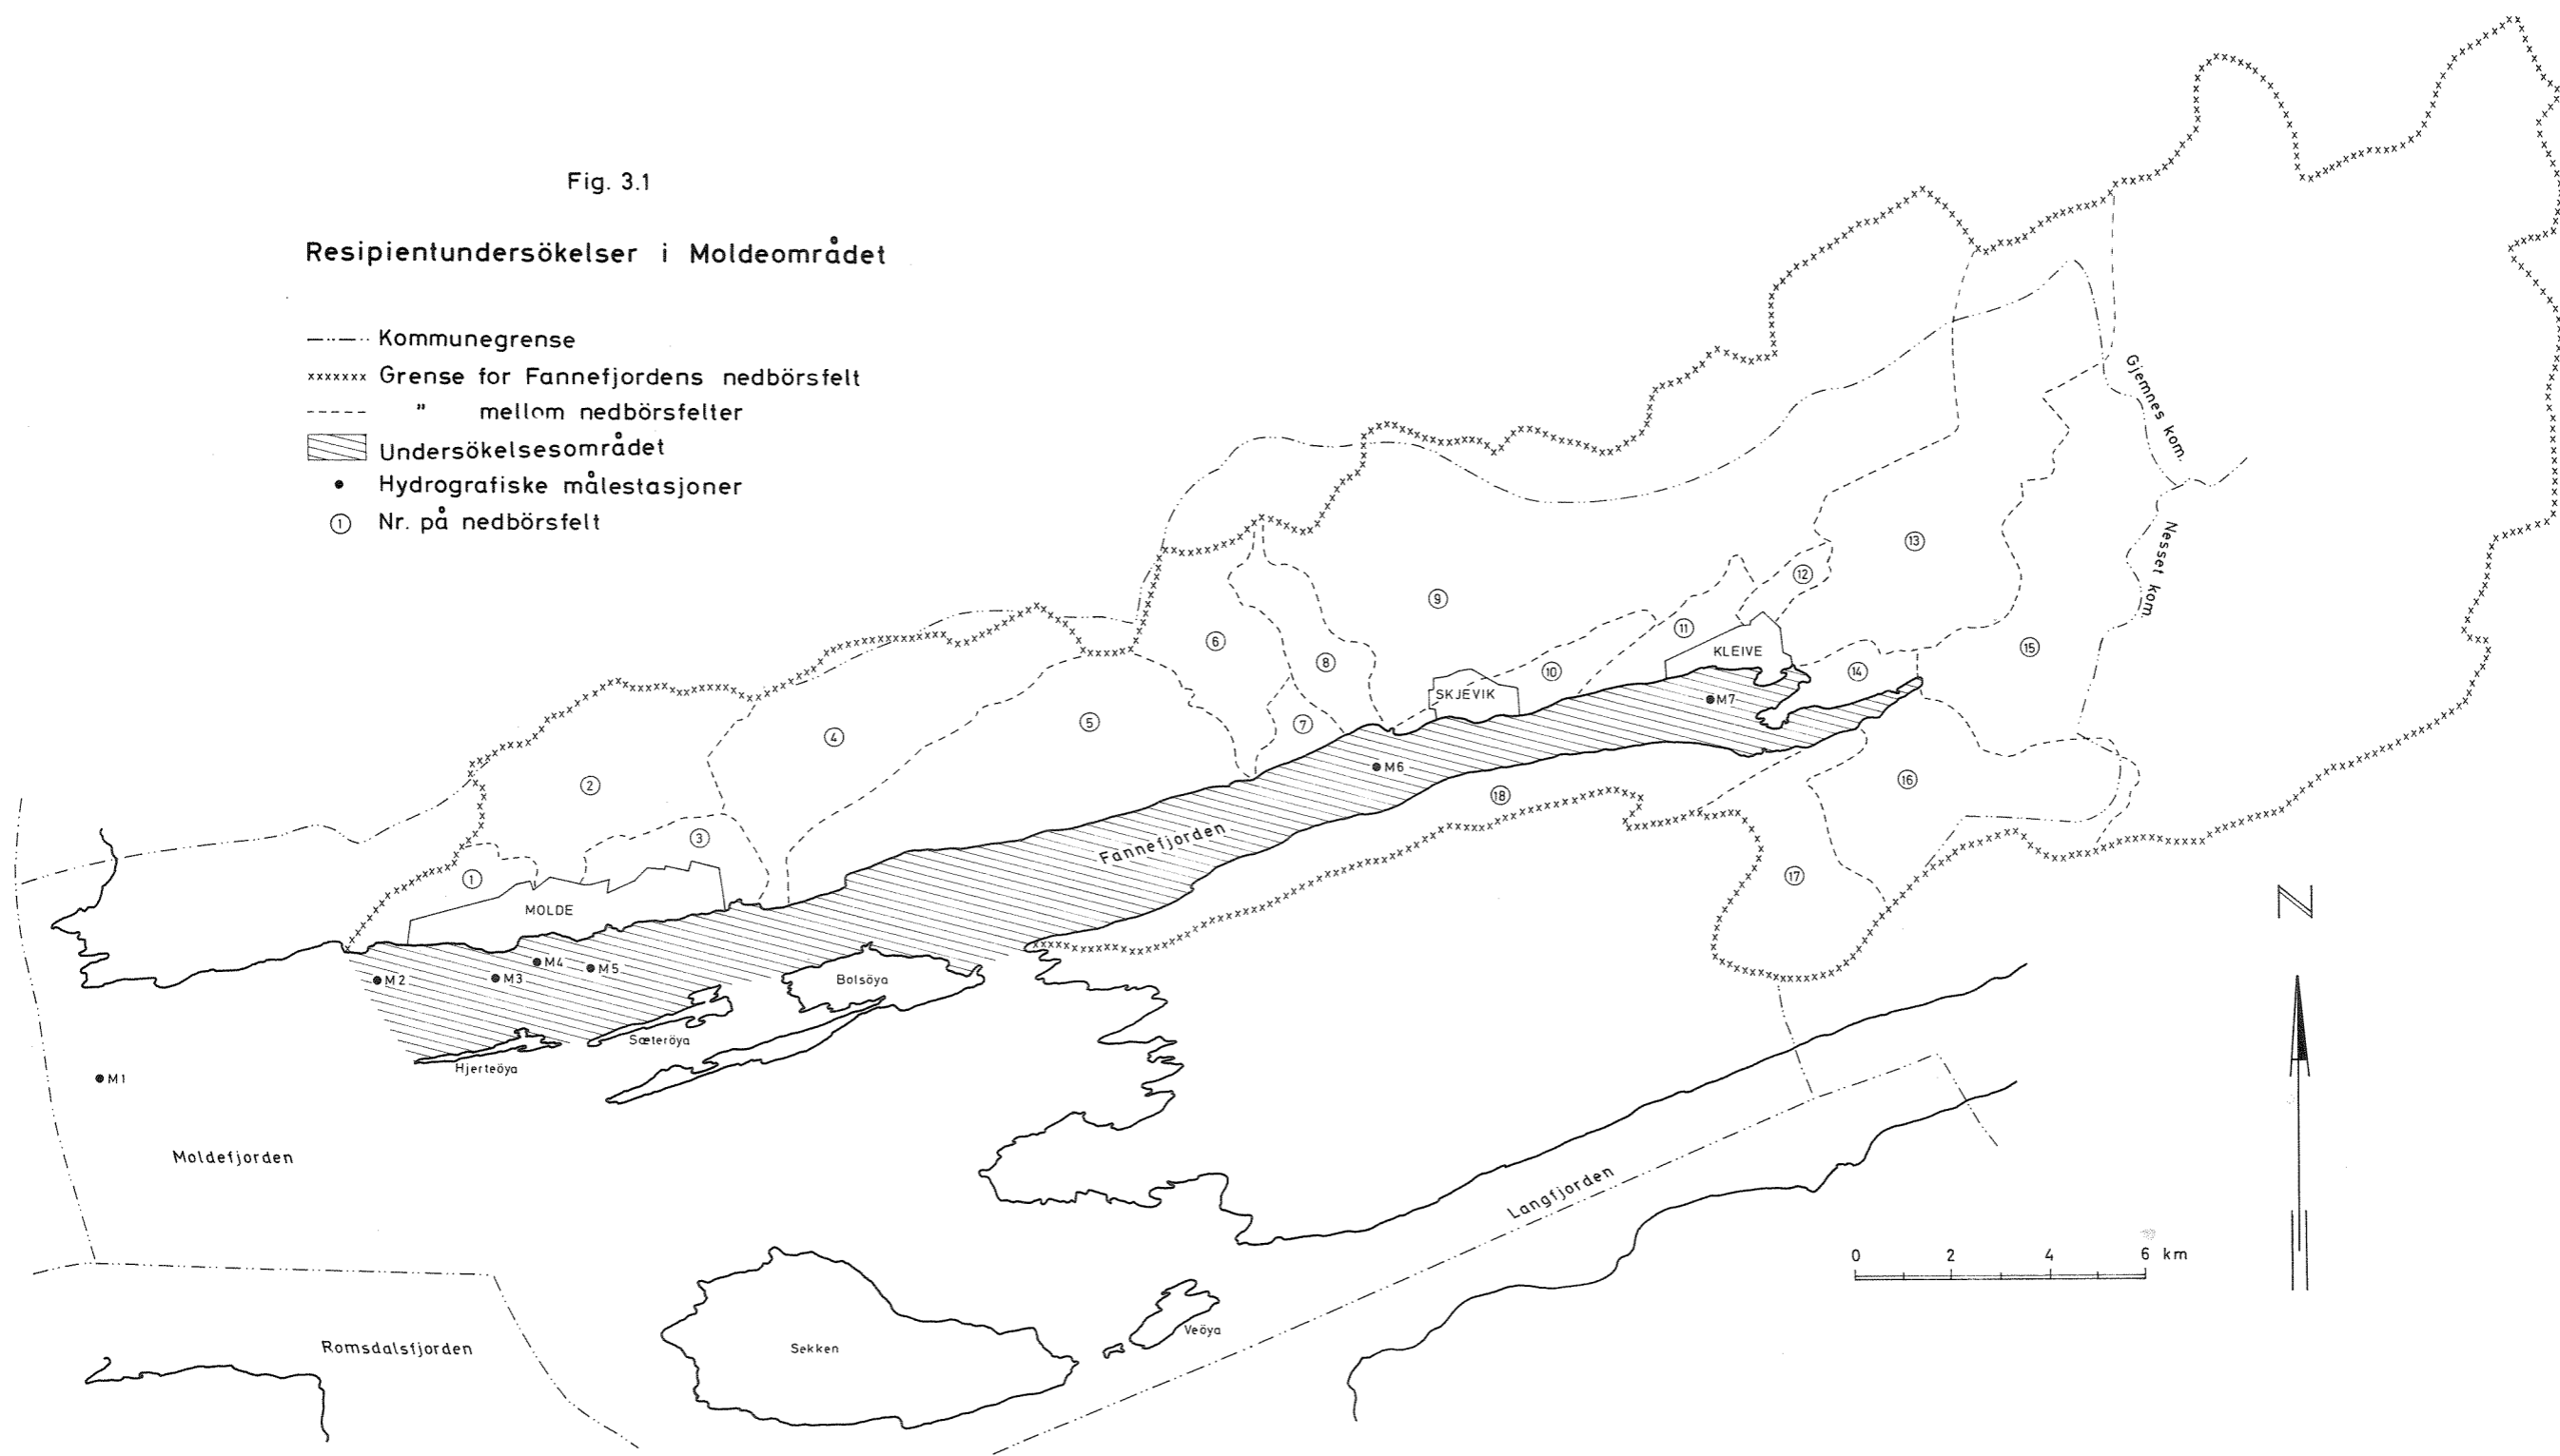 Fig. 3.1
Resipientundersökelser i Moldeområdet
Kommunegrense
Grense for Fannefjordens nedbörsfelt
" mellom nedbörsfelter
Undersökelsesområdet
Hydrografiske målestasjoner
1 Nr. på nedbörsfelt
Gjemnes kom.
Nesset kom.
13
12
9
11
6
8
10
KLEIVE
14
15
SKJEVIK
M7
4
5
7
M6
2
16
18
3
Fannefjorden
1
MOLDE
17
N
M2
M3
M4
M5
Bolsöya
Sæteröya
Hjerteöya
M1
Moldefjorden
Langfjorden
0 2 4 6 km
Romsdalsfjorden
Sekken
Veöya